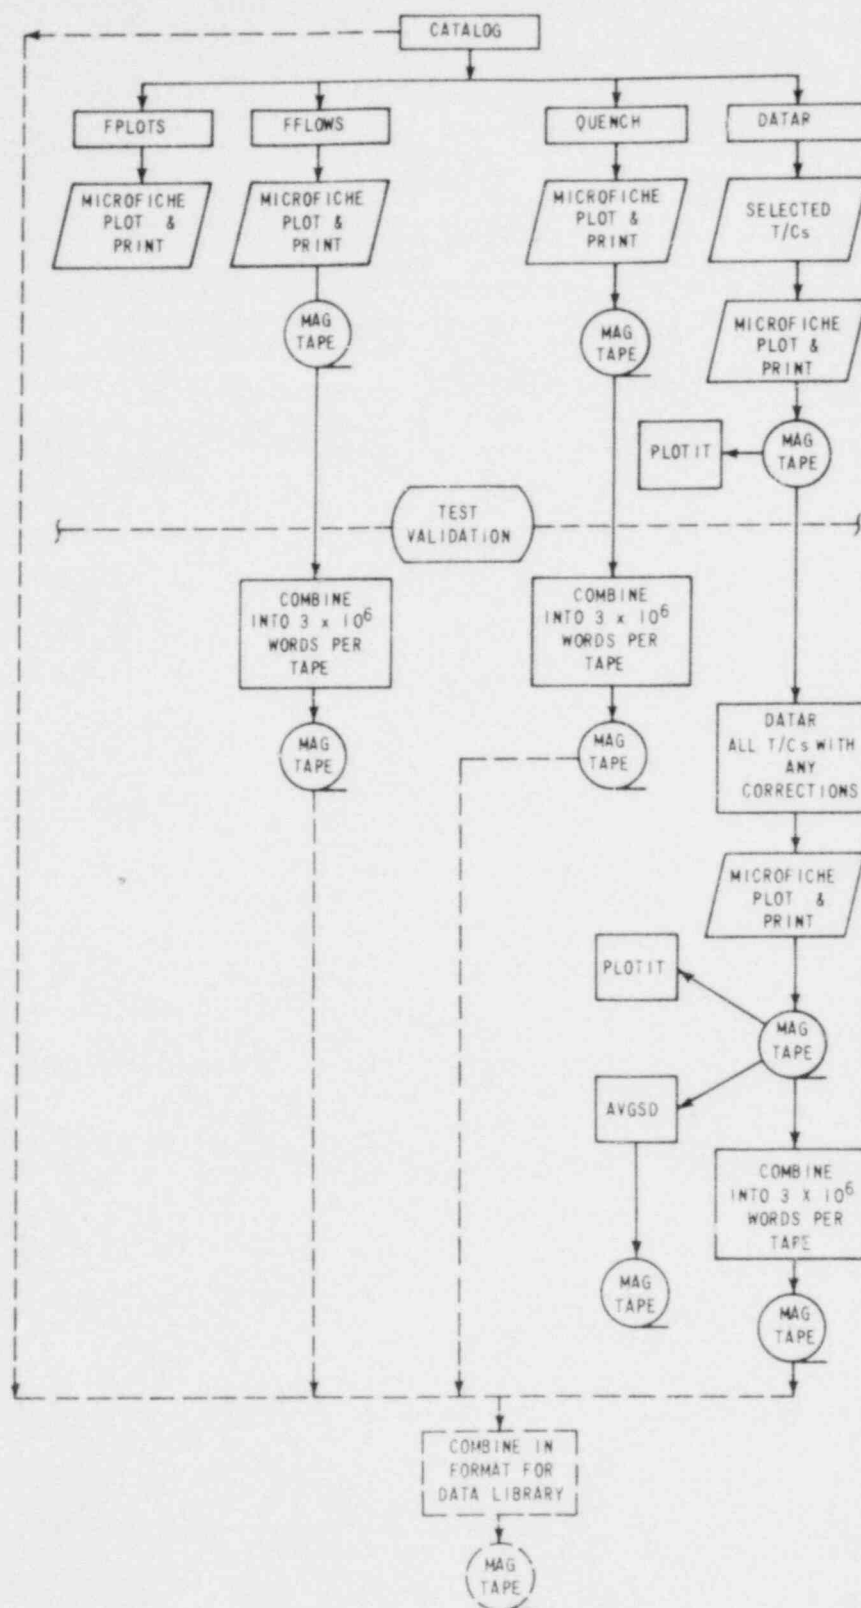 CATALOG
FPLOTS
FFLOWS
QUENCH
DATAR
MICROFICHE
PLOT &
PRINT
MICROFICHE
PLOT &
PRINT
MICROFICHE
PLOT &
PRINT
SELECTED
T/Cs
MAG
TAPE
MAG
TAPE
MICROFICHE
PLOT &
PRINT
PLOTIT
MAG
TAPE
TEST
VALIDATION
COMBINE
INTO 3 x 10⁶
WORDS PER
TAPE
COMBINE
INTO 3 x 10⁶
WORDS PER
TAPE
MAG
TAPE
MAG
TAPE
DATAR
ALL T/Cs WITH
ANY
CORRECTIONS
MICROFICHE
PLOT &
PRINT
PLOTIT
MAG
TAPE
AVGSD
COMBINE
INTO 3 X 10⁶
WORDS PER
TAPE
MAG
TAPE
MAG
TAPE
COMBINE IN
FORMAT FOR
DATA LIBRARY
MAG
TAPE